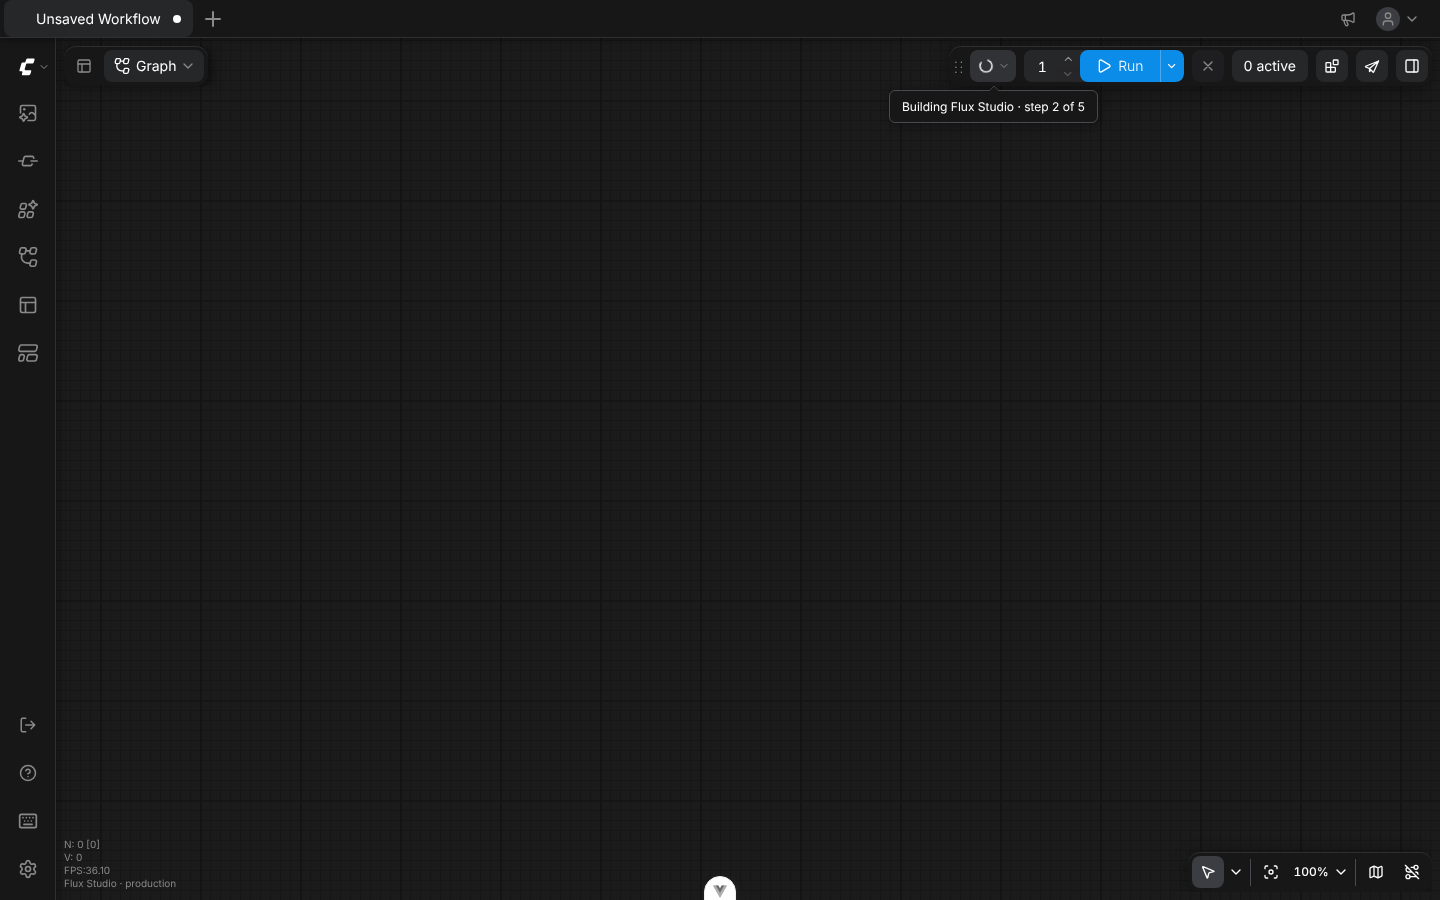 Unsaved Workflow
Graph
1
Run
0 active
Building Flux Studio · step 2 of 5
N: 0 [0]
V: 0
FPS:36.10
Flux Studio · production
100%